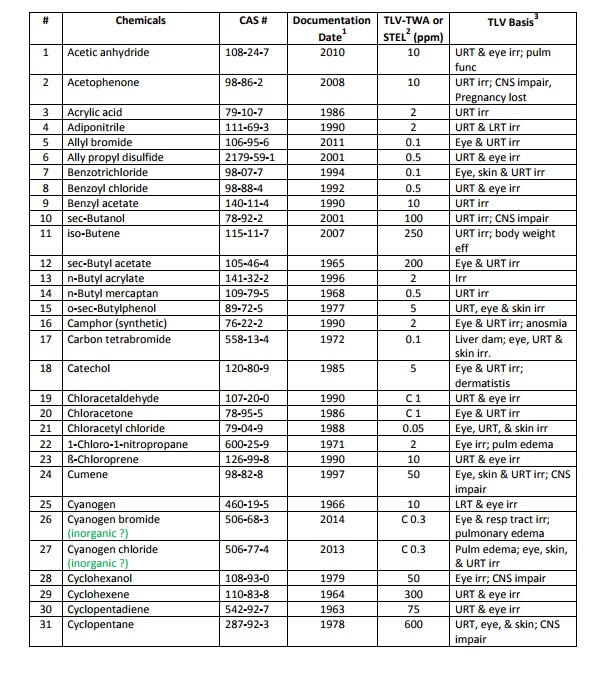 # Chemicals CAS # Documentation TLV-TWA or TLV Basis3
Date1 STEL2 (ppm)
1 Acetic anhydride 108-24-7 2010 10 URT & eye irr; pulm
func
2 Acetophenone 98-86-2 2008 10 URT irr; CNS impair,
Pregnancy lost
3 Acrylic acid 79-10-7 1986 2 URT irr
4 Adiponitrile 111-69-3 1990 2 URT & LRT irr
5 Allyl bromide 106-95-6 2011 0.1 Eye & URT irr
6 Ally propyl disulfide 2179-59-1 2001 0.5 URT & eye irr
7 Benzotrichloride 98-07-7 1994 0.1 Eye, skin & URT irr
8 Benzoyl chloride 98-88-4 1992 0.5 URT & eye irr
9 Benzyl acetate 140-11-4 1990 10 URT irr
10 sec-Butanol 78-92-2 2001 100 URT irr; CNS impair
11 iso-Butene 115-11-7 2007 250 URT irr; body weight
eff
12 sec-Butyl acetate 105-46-4 1965 200 Eye & URT irr
13 n-Butyl acrylate 141-32-2 1996 2 Irr
14 n-Butyl mercaptan 109-79-5 1968 0.5 URT irr
15 o-sec-Butylphenol 89-72-5 1977 5 URT, eye & skin irr
16 Camphor (synthetic) 76-22-2 1990 2 Eye & URT irr; anosmia
17 Carbon tetrabromide 558-13-4 1972 0.1 Liver dam; eye, URT &
skin irr.
18 Catechol 120-80-9 1985 5 Eye & URT irr;
dermatistis
19 Chloracetaldehyde 107-20-0 1990 C 1 URT & eye irr
20 Chloracetone 78-95-5 1986 C 1 Eye & URT irr
21 Chloracetyl chloride 79-04-9 1988 0.05 Eye, URT, & skin irr
22 1-Chloro-1-nitropropane 600-25-9 1971 2 Eye irr; pulm edema
23 ß-Chloroprene 126-99-8 1990 10 URT & eye irr
24 Cumene 98-82-8 1997 50 Eye, skin & URT irr; CNS
impair
25 Cyanogen 460-19-5 1966 10 LRT & eye irr
26 Cyanogen bromide 506-68-3 2014 C 0.3 Eye & resp tract irr;
(inorganic ?) pulmonary edema
27 Cyanogen chloride 506-77-4 2013 C 0.3 Pulm edema; eye, skin,
(inorganic ?) & URT irr
28 Cyclohexanol 108-93-0 1979 50 Eye irr; CNS impair
29 Cyclohexene 110-83-8 1964 300 URT & eye irr
30 Cyclopentadiene 542-92-7 1963 75 URT & eye irr
31 Cyclopentane 287-92-3 1978 600 URT, eye, & skin; CNS
impair